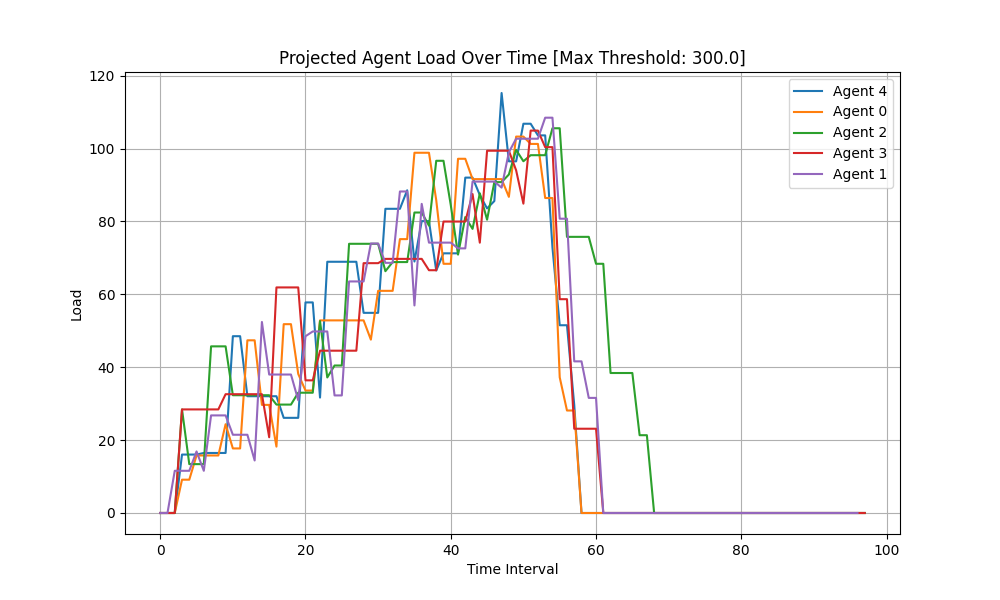 Projected Agent Load Over Time [Max Threshold: 300.0]
Load
120
100
80
60
40
20
0
Agent 4
Agent 0
Agent 2
Agent 3
Agent 1
0 20 40 60 80 100
Time Interval